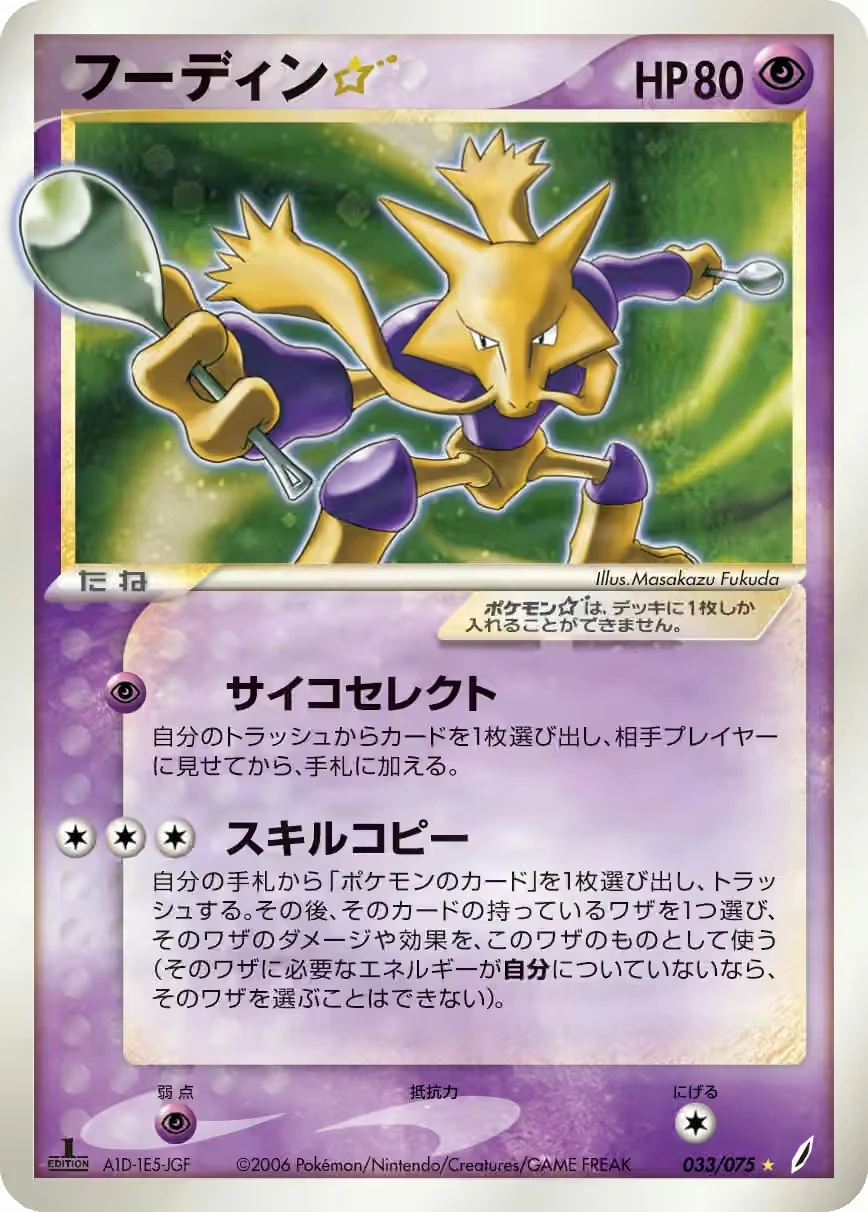 フーディン☆ HP80
たね
Illus.Masakazu Fukuda
ポケモン☆は、デッキに1枚しか
入れることができません。
サイコセレクト
自分のトラッシュからカードを1枚選び出し、相手プレイヤー
に見せてから、手札に加える。
スキルコピー
自分の手札から「ポケモンのカード」を1枚選び出し、トラッ
シュする。その後、そのカードの持っているワザを1つ選び、
そのワザのダメージや効果を、このワザのものとして使う
(そのワザに必要なエネルギーが自分についていないなら、
そのワザを選ぶことはできない)。
弱点 抵抗力 にげる
1 EDITION A1D-1E5-JGF ©2006 Pokémon/Nintendo/Creatures/GAME FREAK 033/075 ★